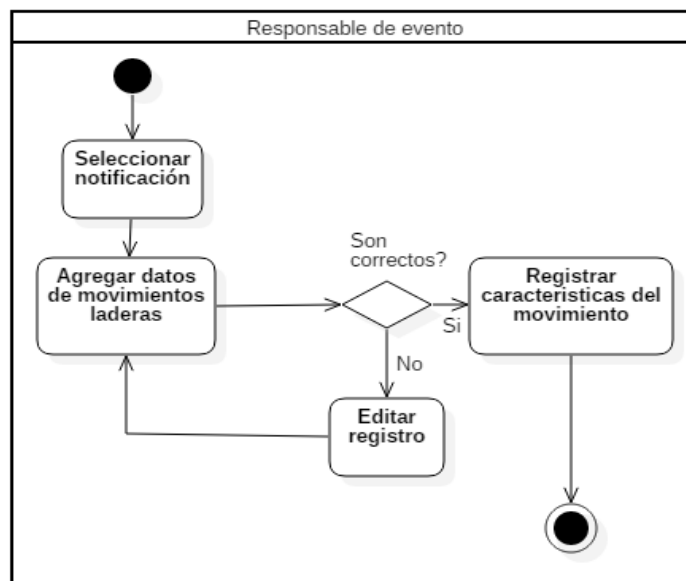 Responsable de evento
Seleccionar
notificación
Agregar datos
de movimientos
laderas
Son
correctos?
Si
No
Registrar
caracteristicas del
movimiento
Editar
registro